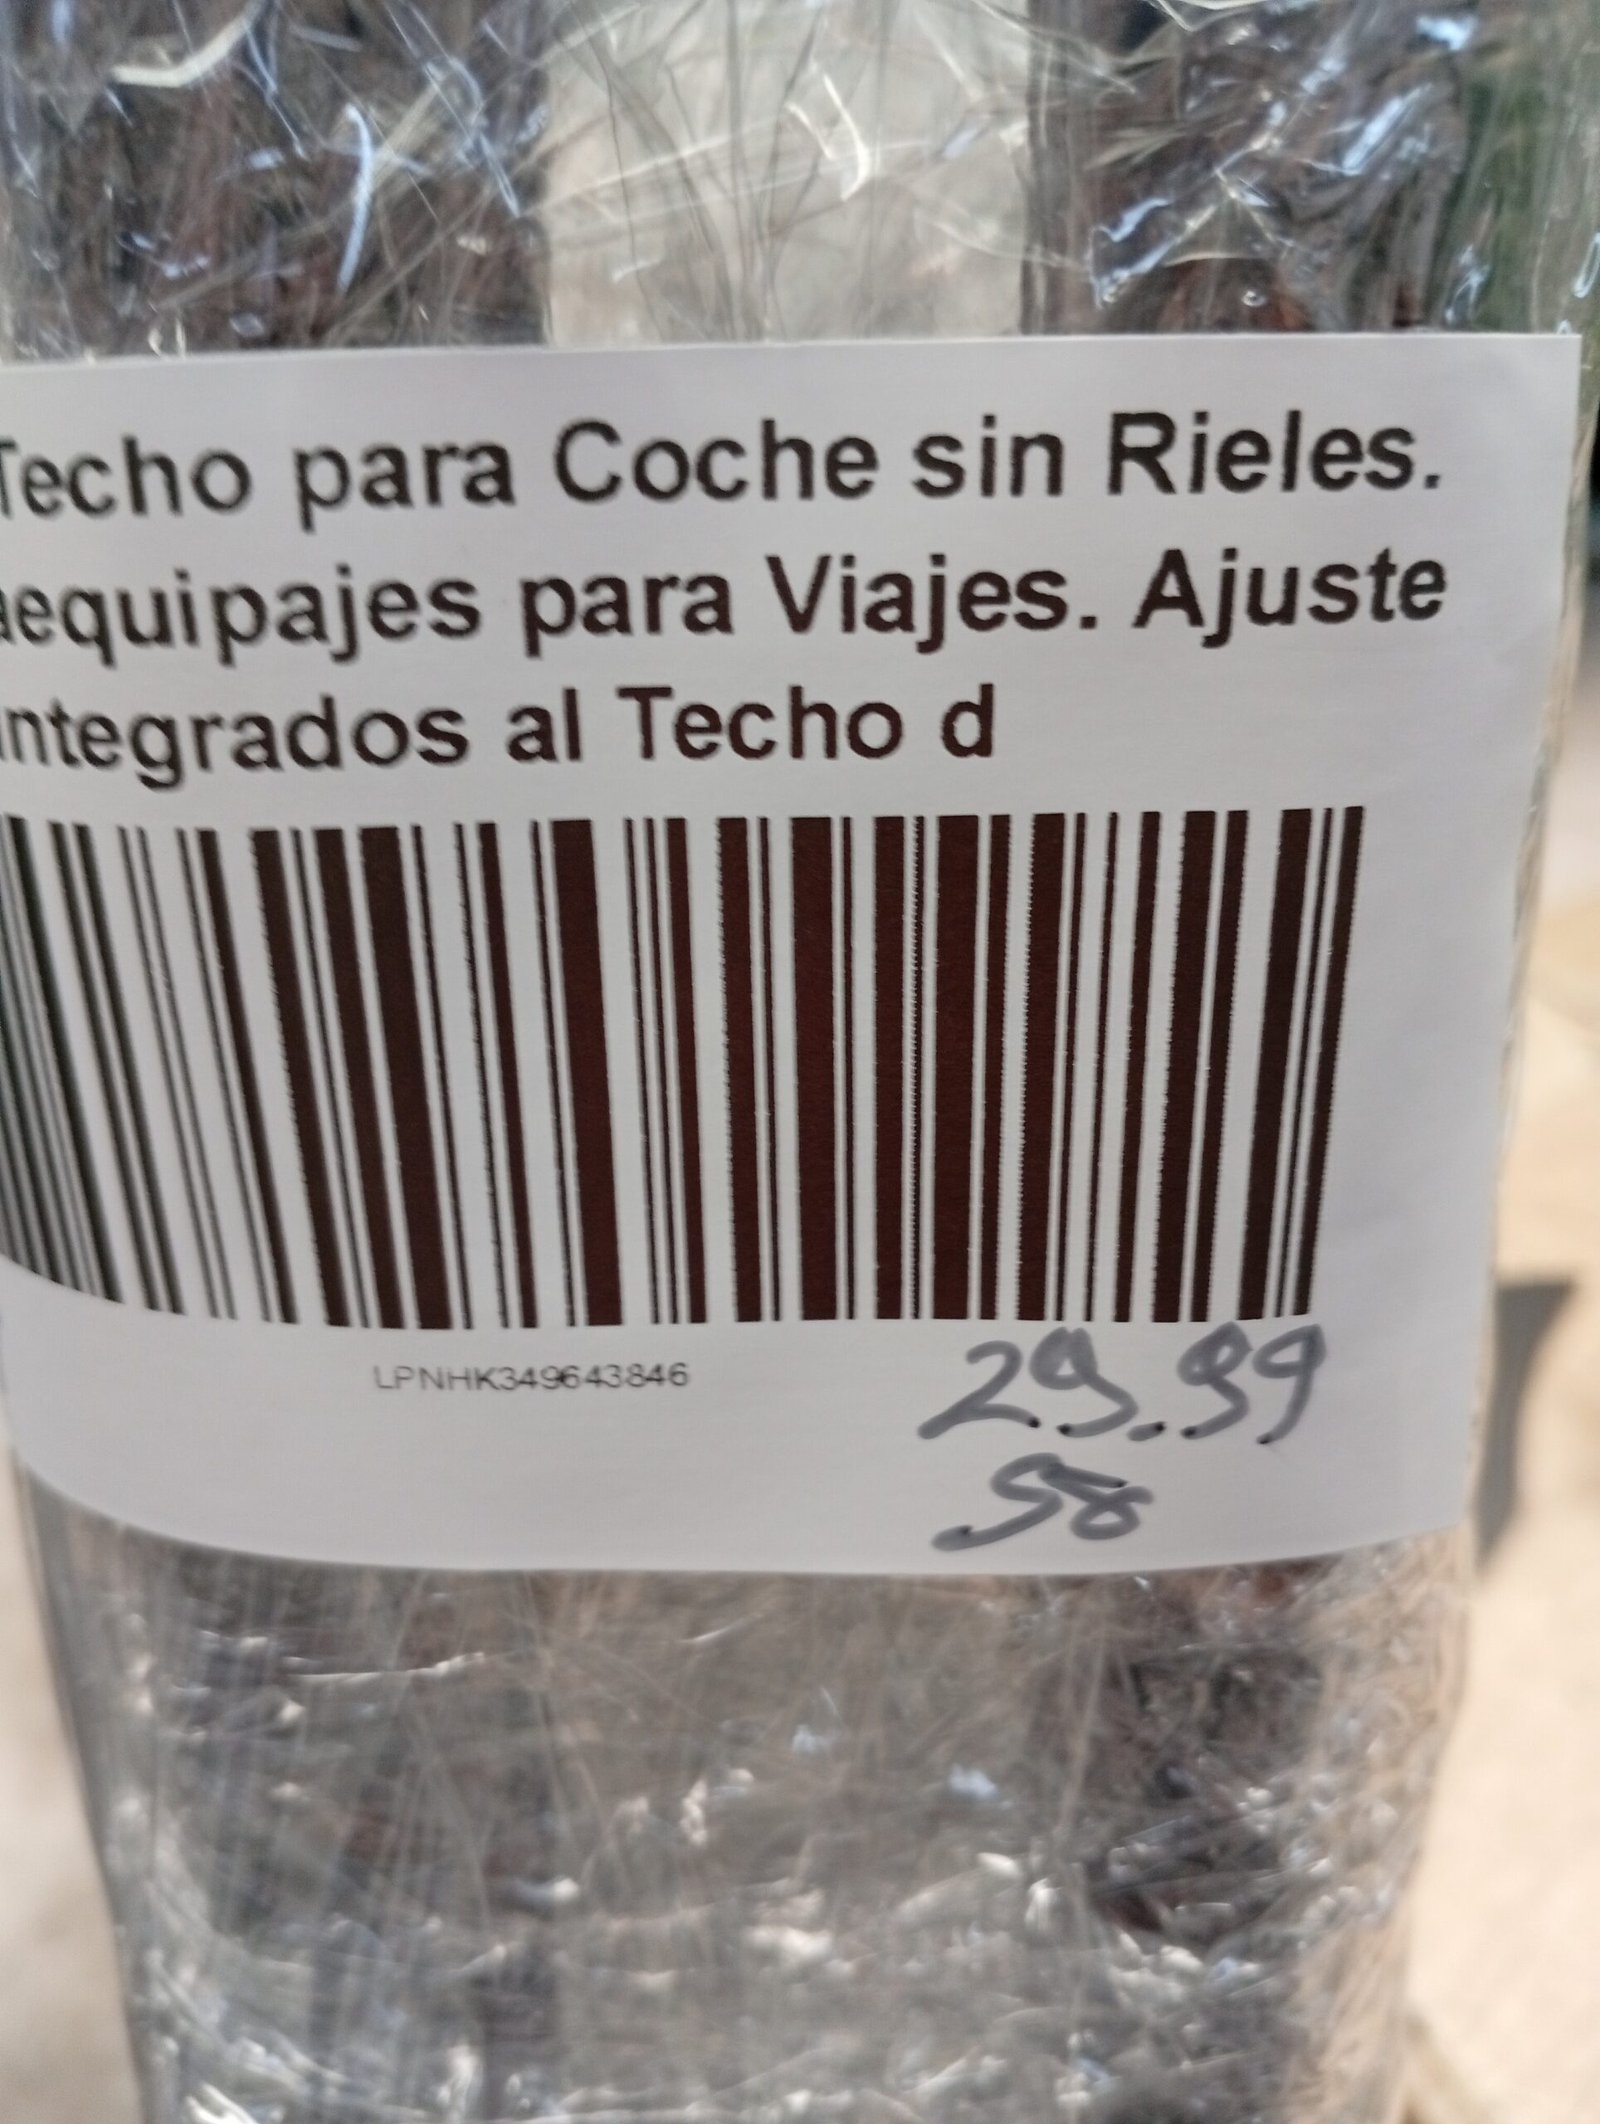 Techo para Coche sin Rieles.
equipajes para Viajes. Ajuste
integrados al Techo d
LPNHK349643846
29.99
58